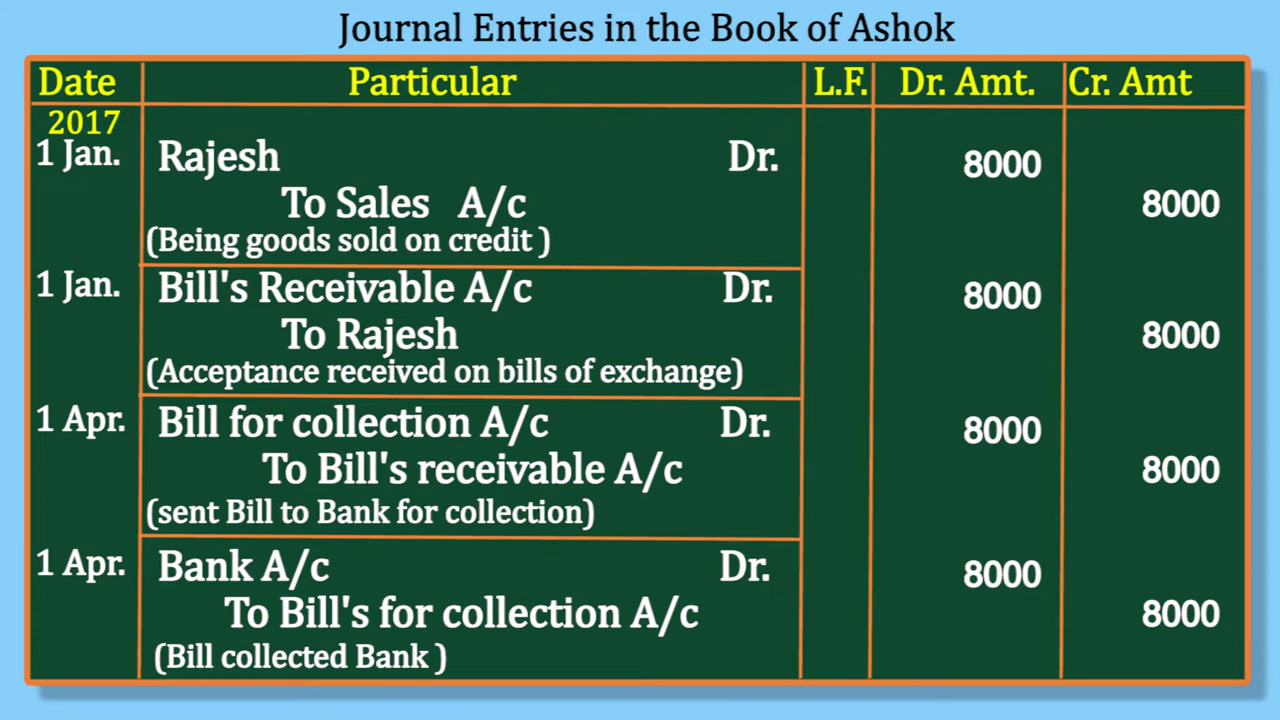 Journal Entries in the Book of Ashok
Date Particular L.F. Dr. Amt. Cr. Amt
2017
1 Jan. Rajesh Dr. 8000
To Sales A/c 8000
(Being goods sold on credit )
1 Jan. Bill's Receivable A/c Dr. 8000
To Rajesh 8000
(Acceptance received on bills of exchange)
1 Apr. Bill for collection A/c Dr. 8000
To Bill's receivable A/c 8000
(sent Bill to Bank for collection)
1 Apr. Bank A/c Dr. 8000
To Bill's for collection A/c 8000
(Bill collected Bank )